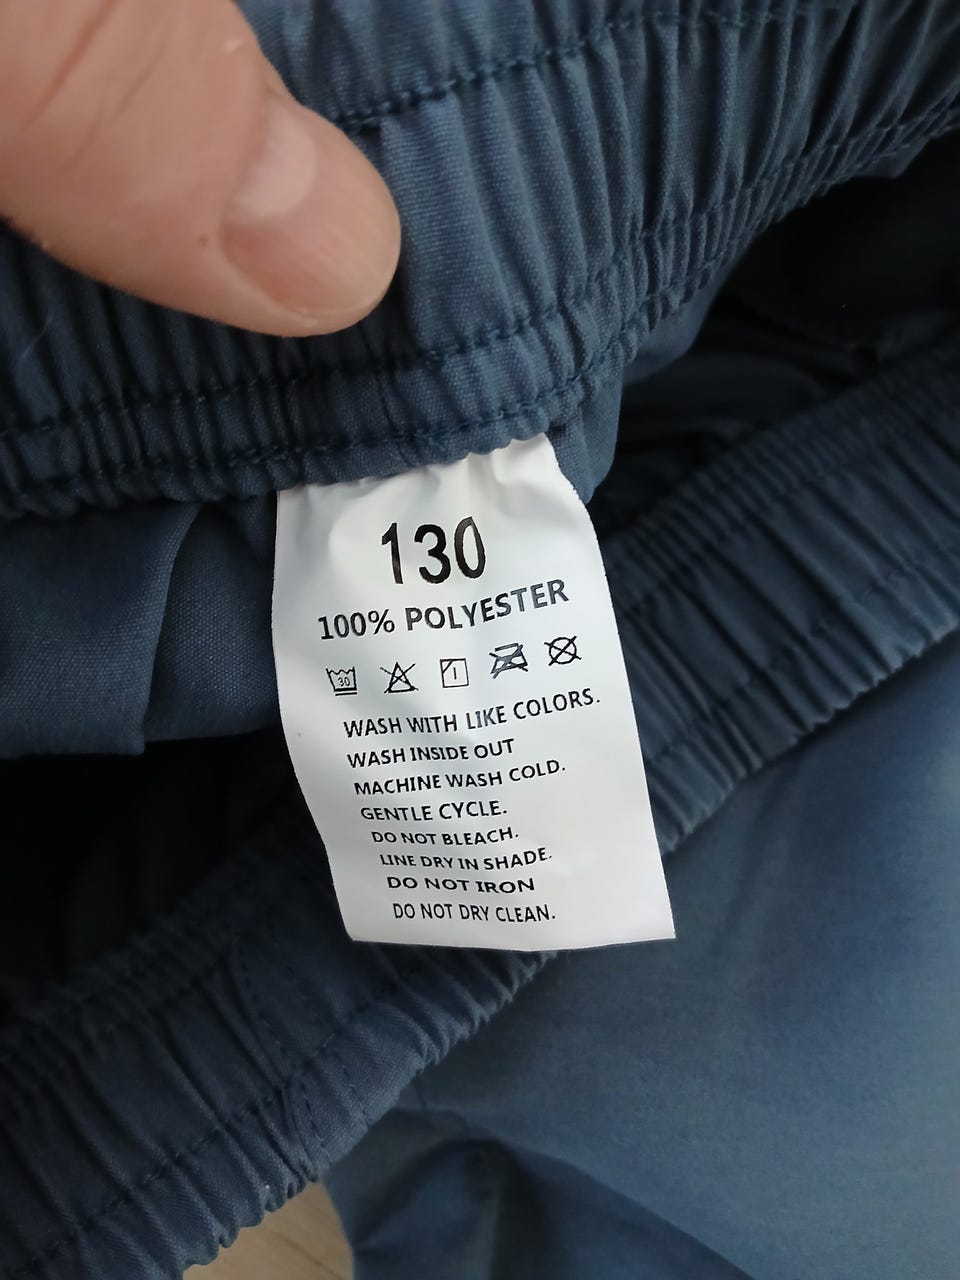 130
100% POLYESTER
30
WASH WITH LIKE COLORS.
WASH INSIDE OUT
MACHINE WASH COLD.
GENTLE CYCLE.
DO NOT BLEACH.
LINE DRY IN SHADE.
DO NOT IRON
DO NOT DRY CLEAN.